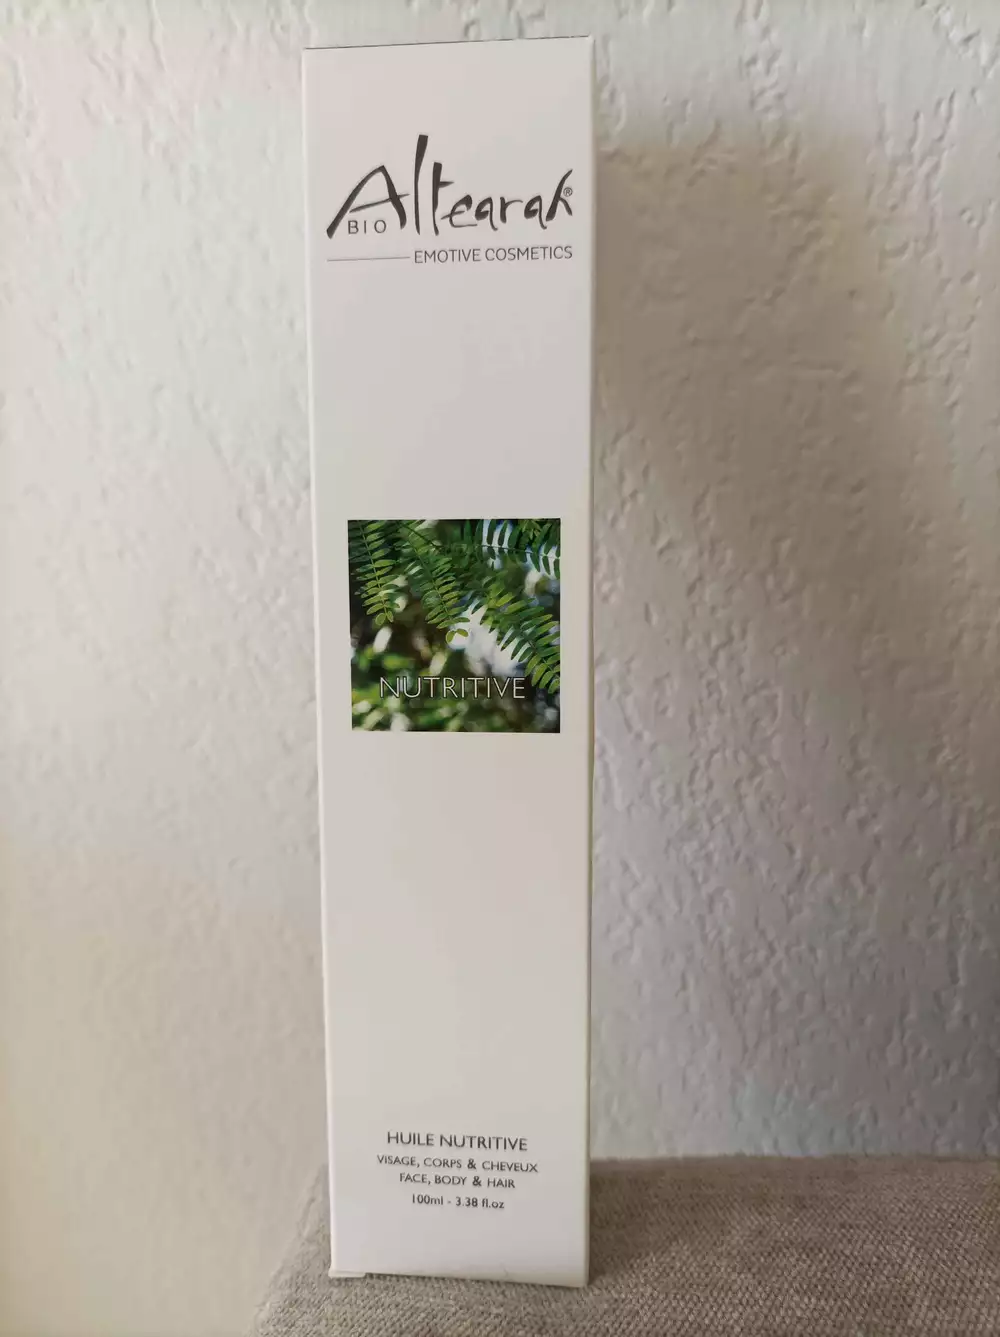 Altearah®
BIO
EMOTIVE COSMETICS
NUTRITIVE
HUILE NUTRITIVE
VISAGE, CORPS & CHEVEUX
FACE, BODY & HAIR
100ml - 3.38 fl.oz